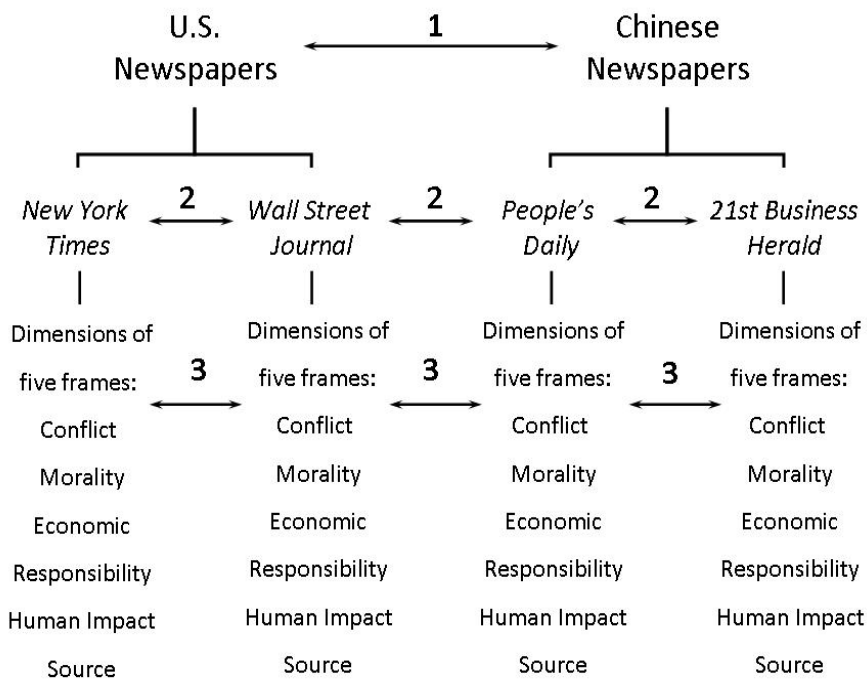 U.S.
Newspapers
1
Chinese
Newspapers
New York
Times
2
Wall Street
Journal
2
People's
Daily
2
21st Business
Herald
Dimensions of
five frames:
Conflict
Morality
Economic
Responsibility
Human Impact
Source
3
Dimensions of
five frames:
Conflict
Morality
Economic
Responsibility
Human Impact
Source
3
Dimensions of
five frames:
Conflict
Morality
Economic
Responsibility
Human Impact
Source
3
Dimensions of
five frames:
Conflict
Morality
Economic
Responsibility
Human Impact
Source